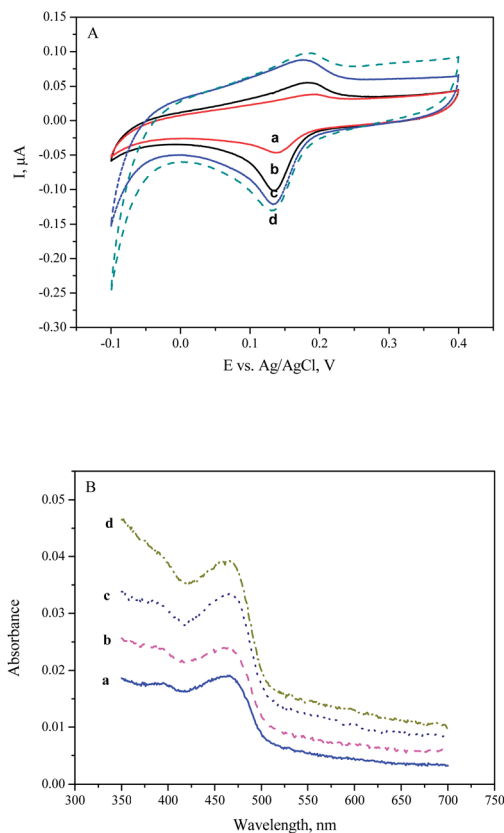 A
0.15
0.10
0.05
0.00
-0.05
-0.10
-0.15
-0.20
-0.25
-0.30
I, µA
a
b
c
d
-0.1 0.0 0.1 0.2 0.3 0.4
E vs. Ag/AgCl, V
B
0.05
0.04
0.03
0.02
0.01
0.00
Absorbance
d
c
b
a
300 350 400 450 500 550 600 650 700 750
Wavelength, nm